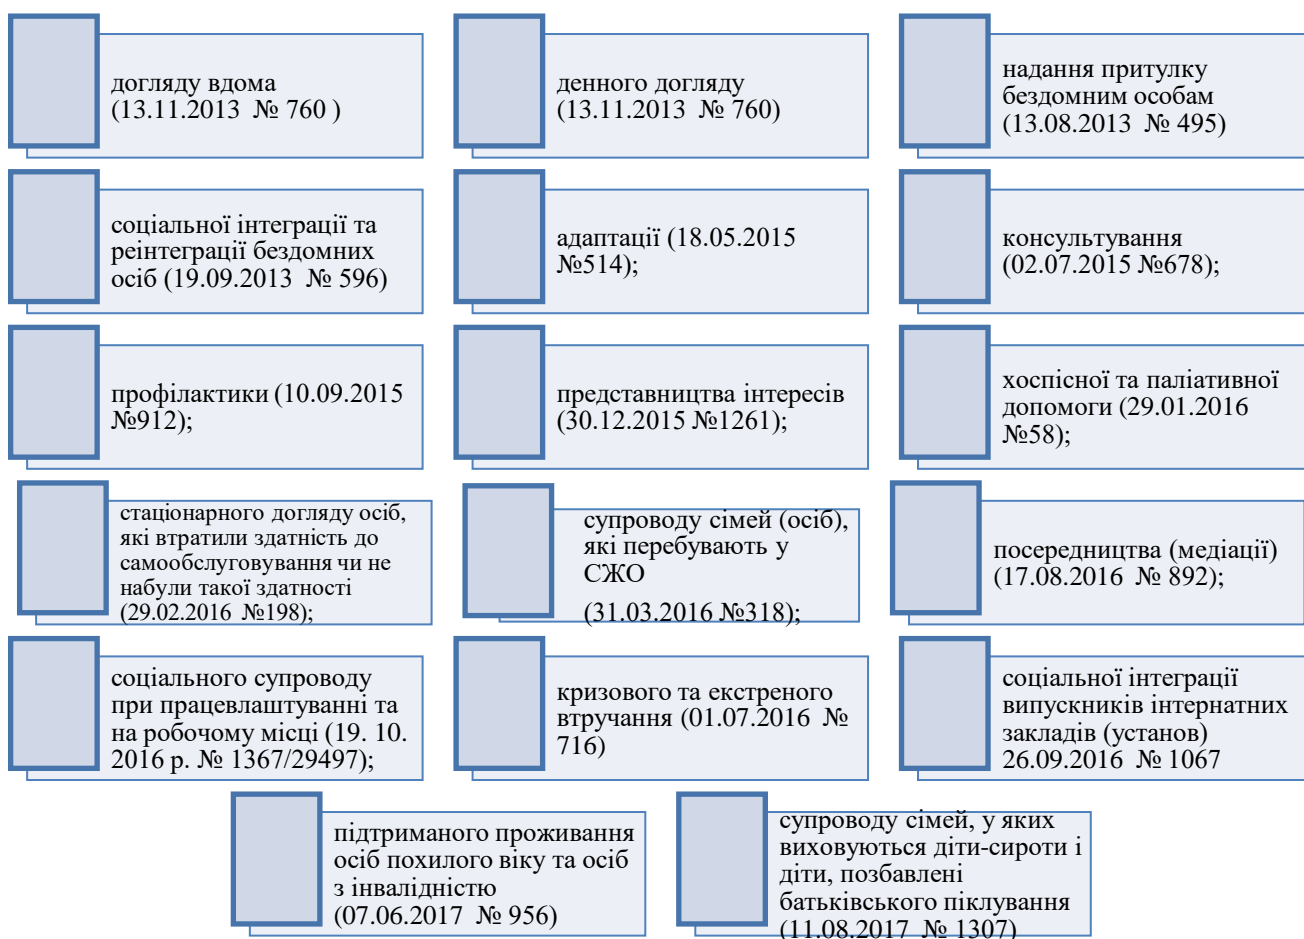 догляду вдома
(13.11.2013 № 760 )
денного догляду
(13.11.2013 № 760)
надання притулку
бездомним особам
(13.08.2013 № 495)
соціальної інтеграції та
реінтеграції бездомних
осіб (19.09.2013 № 596)
адаптації (18.05.2015
№514);
консультування
(02.07.2015 №678);
профілактики (10.09.2015
№912);
представництва інтересів
(30.12.2015 №1261);
хоспісної та паліативної
допомоги (29.01.2016
№58);
стаціонарного догляду осіб,
які втратили здатність до
самообслуговування чи не
набули такої здатності
(29.02.2016 №198);
супроводу сімей (осіб),
які перебувають у
СЖО
(31.03.2016 №318);
посередництва (медіації)
(17.08.2016 № 892);
соціального супроводу
при працевлаштуванні та
на робочому місці (19. 10.
2016 р. № 1367/29497);
кризового та екстреного
втручання (01.07.2016 №
716)
соціальної інтеграції
випускників інтернатних
закладів (установ)
26.09.2016 № 1067
підтриманого проживання
осіб похилого віку та осіб
з інвалідністю
(07.06.2017 № 956)
супроводу сімей, у яких
виховуються діти-сироти і
діти, позбавлені
батьківського піклування
(11.08.2017 № 1307)